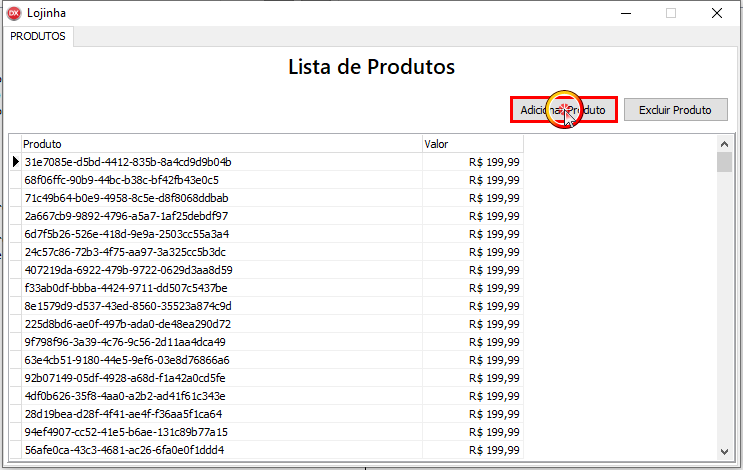 DX Lojinha
PRODUTOS
Lista de Produtos
Adicionar Produto Excluir Produto
Produto Valor
31e7085e-d5bd-4412-835b-8a4cd9d9b04b R$ 199,99
68f06ffc-90b9-44bc-b38c-bf42fb43e0c5 R$ 199,99
71c49b64-b0e9-4958-8c5e-d8f8068ddbab R$ 199,99
2a667cb9-9892-4796-a5a7-1af25debdf97 R$ 199,99
6d7f5b26-526e-418d-9e9a-2503cc55a3a4 R$ 199,99
24c57c86-72b3-4f75-aa97-3a325cc5b3dc R$ 199,99
407219da-6922-479b-9722-0629d3aa8d59 R$ 199,99
f33ab0df-bbba-4424-9711-dd507c5437be R$ 199,99
8e1579d9-d537-43ed-8560-35523a874c9d R$ 199,99
225d8bd6-ae0f-497b-ada0-de48ea290d72 R$ 199,99
9f798f96-3a39-4c76-9c56-2d11aa4dca49 R$ 199,99
63e4cb51-9180-44e5-9ef6-03e8d76866a6 R$ 199,99
92b07149-05df-4928-a68d-f1a42a0cd5fe R$ 199,99
4df0b626-35f8-4aa0-a2b2-ad41f61c343e R$ 199,99
28d19bea-d28f-4f41-ae4f-f36aa5f1ca64 R$ 199,99
94ef4907-cc52-41e5-b6ae-131c89b77a15 R$ 199,99
56afe0ca-43c3-4681-ac26-6fa0e0f1ddd4 R$ 199,99